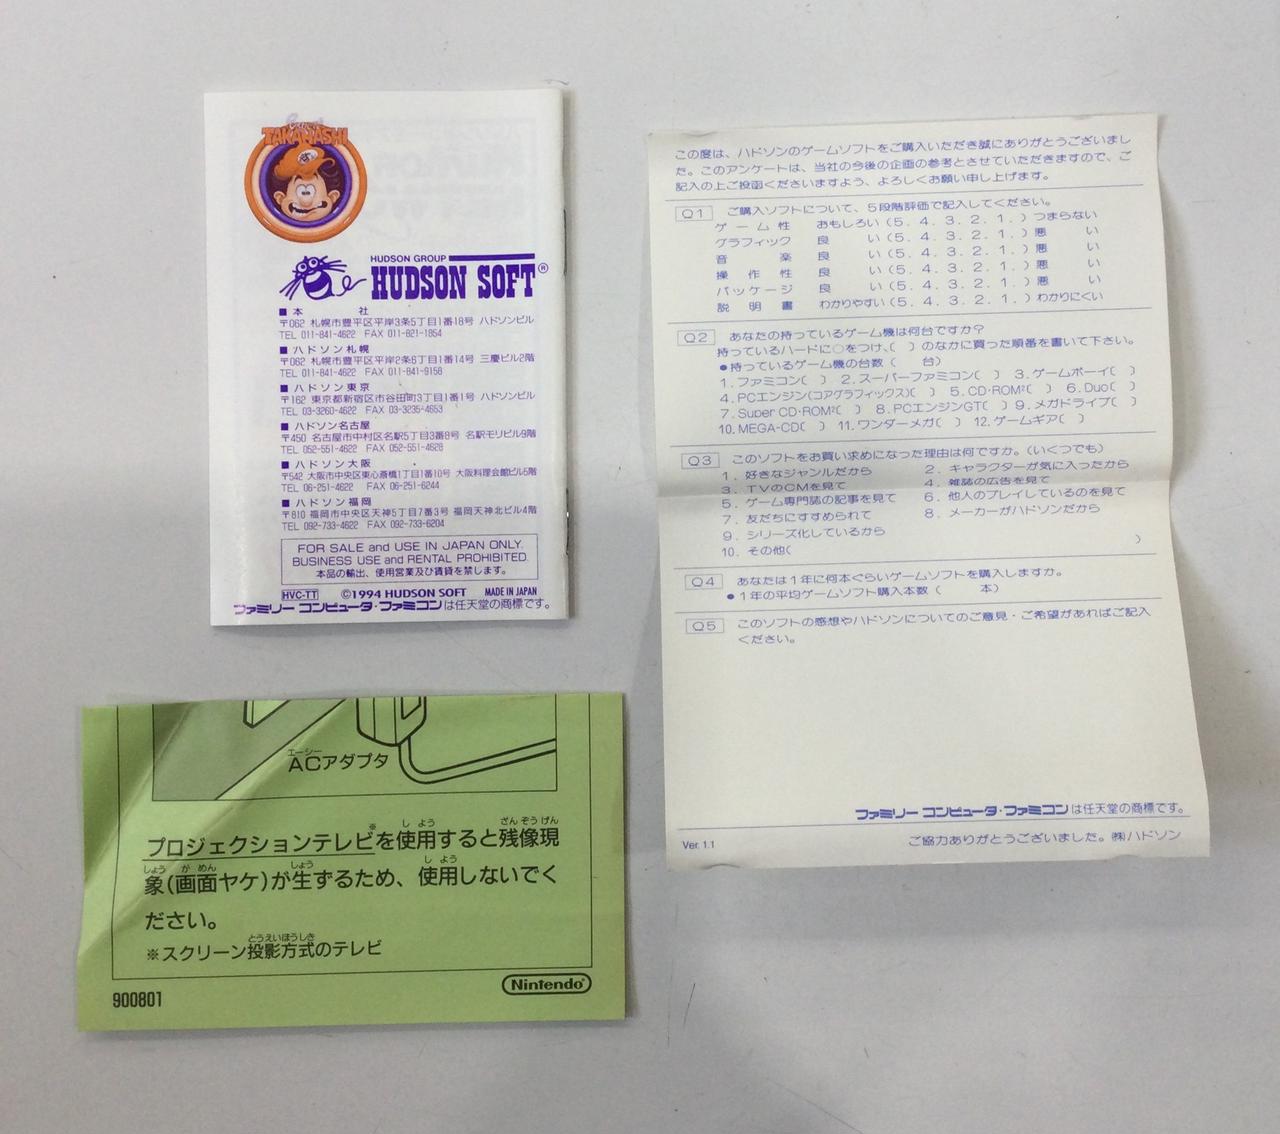 TAKAHASHI
HUDSON GROUP
HUDSON SOFT®
■ 本 社
〒062 札幌市豊平区平岸3条5丁目1番18号 ハドソンビル
TEL 011-841-4622 FAX 011-821-1854
■ ハドソン札幌
〒062 札幌市豊平区平岸2条6丁目1番14号 三慶ビル2階
TEL 011-841-4622 FAX 011-841-9158
■ ハドソン東京
〒162 東京都新宿区市谷田町3丁目1番1号 ハドソンビル
TEL 03-3260-4622 FAX 03-3235-4653
■ ハドソン名古屋
〒450 名古屋市中村区名駅5丁目3番8号 名駅モリビル9階
TEL 052-551-4622 FAX 052-551-4628
■ ハドソン大阪
〒542 大阪市中央区東心斎橋1丁目1番10号 大阪料理会館ビル5階
TEL 06-251-4622 FAX 06-251-6244
■ ハドソン福岡
〒810 福岡市中央区天神5丁目7番3号 福岡天神北ビル4階
TEL 092-733-4622 FAX 092-733-6204
FOR SALE and USE IN JAPAN ONLY.
BUSINESS USE and RENTAL PROHIBITED.
本品の輸出、使用営業及び賃貸を禁じます。
HVC-TT ©1994 HUDSON SOFT MADE IN JAPAN
ファミリー コンピュータ・ファミコンは任天堂の商標です。
この度は、ハドソンのゲームソフトをご購入いただき誠にありがとうございまし
た。このアンケートは、当社の今後の企画の参考とさせていただきますので、ご
記入の上ご投函くださいますよう、よろしくお願い申し上げます。
Q1 ご購入ソフトについて、5段階評価で記入してください。
ゲーム性 おもしろい(5．4．3．2．1．)つまらない
グラフィック 良 い(5．4．3．2．1．)悪 い
音 楽 良 い(5．4．3．2．1．)悪 い
操 作 性 良 い(5．4．3．2．1．)悪 い
パッケージ 良 い(5．4．3．2．1．)悪 い
説 明 書 わかりやすい(5．4．3．2．1．)わかりにくい
Q2 あなたの持っているゲーム機は何台ですか？
持っているハードに○をつけ、( )のなかに買った順番を書いて下さい。
●持っているゲーム機の台数( 台)
1．ファミコン( ) 2．スーパーファミコン( ) 3．ゲームボーイ( )
4．PCエンジン(コアグラフィックス)( ) 5．CD･ROM²( ) 6．Duo( )
7．Super CD･ROM²( ) 8．PCエンジンGT( ) 9．メガドライブ( )
10．MEGA-CD( ) 11．ワンダーメガ( ) 12．ゲームギア( )
Q3 このソフトをお買い求めになった理由は何ですか。(いくつでも)
1．好きなジャンルだから 2．キャラクターが気に入ったから
3．TVのCMを見て 4．雑誌の広告を見て
5．ゲーム専門誌の記事を見て 6．他人のプレイしているのを見て
7．友だちにすすめられて 8．メーカーがハドソンだから
9．シリーズ化しているから
10．その他( )
Q4 あなたは1年に何本ぐらいゲームソフトを購入しますか。
●1年の平均ゲームソフト購入本数( 本)
Q5 このソフトの感想やハドソンについてのご意見・ご希望があればご記入
ください。
ファミリー コンピュータ・ファミコンは任天堂の商標です。
Ver. 1.1 ご協力ありがとうございました。㈱ハドソン
エーシー
ACアダプタ
し よう ざんぞうげん
プロジェクションテレビ※を使用すると残像現
しょう が めん しょう し よう
象(画面ヤケ)が生ずるため、使用しないでく
ださい。
とうえいほうしき
※スクリーン投影方式のテレビ
900801
Nintendo